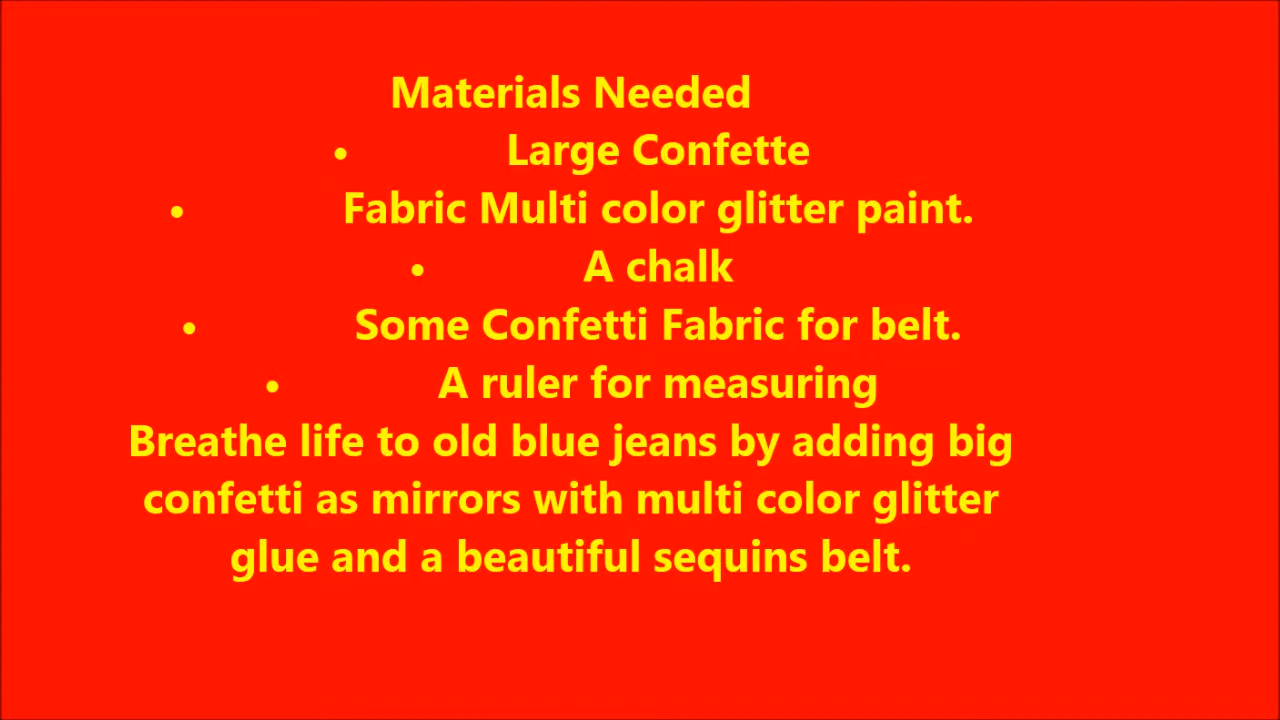 Materials Needed
• Large Confette
• Fabric Multi color glitter paint.
• A chalk
• Some Confetti Fabric for belt.
• A ruler for measuring
Breathe life to old blue jeans by adding big
confetti as mirrors with multi color glitter
glue and a beautiful sequins belt.